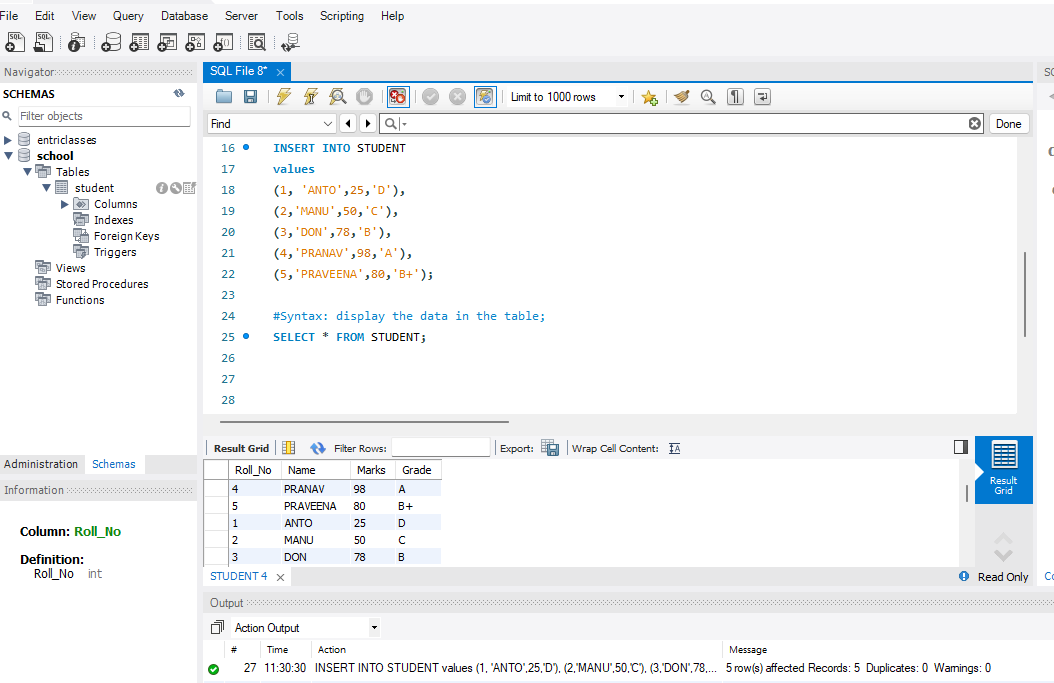 File Edit View Query Database Server Tools Scripting Help
Navigator
SQL File 8*
SCHEMAS
Limit to 1000 rows
Filter objects
Find
Done
entriclasses
school
Tables
student
Columns
Indexes
Foreign Keys
Triggers
Views
Stored Procedures
Functions
16 INSERT INTO STUDENT
17 values
18 (1, 'ANTO',25,'D'),
19 (2,'MANU',50,'C'),
20 (3,'DON',78,'B'),
21 (4,'PRANAV',98,'A'),
22 (5,'PRAVEENA',80,'B+');
23
24 #Syntax: display the data in the table;
25 SELECT * FROM STUDENT;
26
27
28
Administration Schemas
Information
Column: Roll_No
Definition:
Roll_No int
Result Grid Filter Rows: Export: Wrap Cell Content:
Roll_No Name Marks Grade
4 PRANAV 98 A
5 PRAVEENA 80 B+
1 ANTO 25 D
2 MANU 50 C
3 DON 78 B
Result
Grid
STUDENT 4
Read Only
Output
Action Output
# Time Action Message
27 11:30:30 INSERT INTO STUDENT values (1, 'ANTO',25,'D'), (2,'MANU',50,'C'), (3,'DON',78,... 5 row(s) affected Records: 5 Duplicates: 0 Warnings: 0